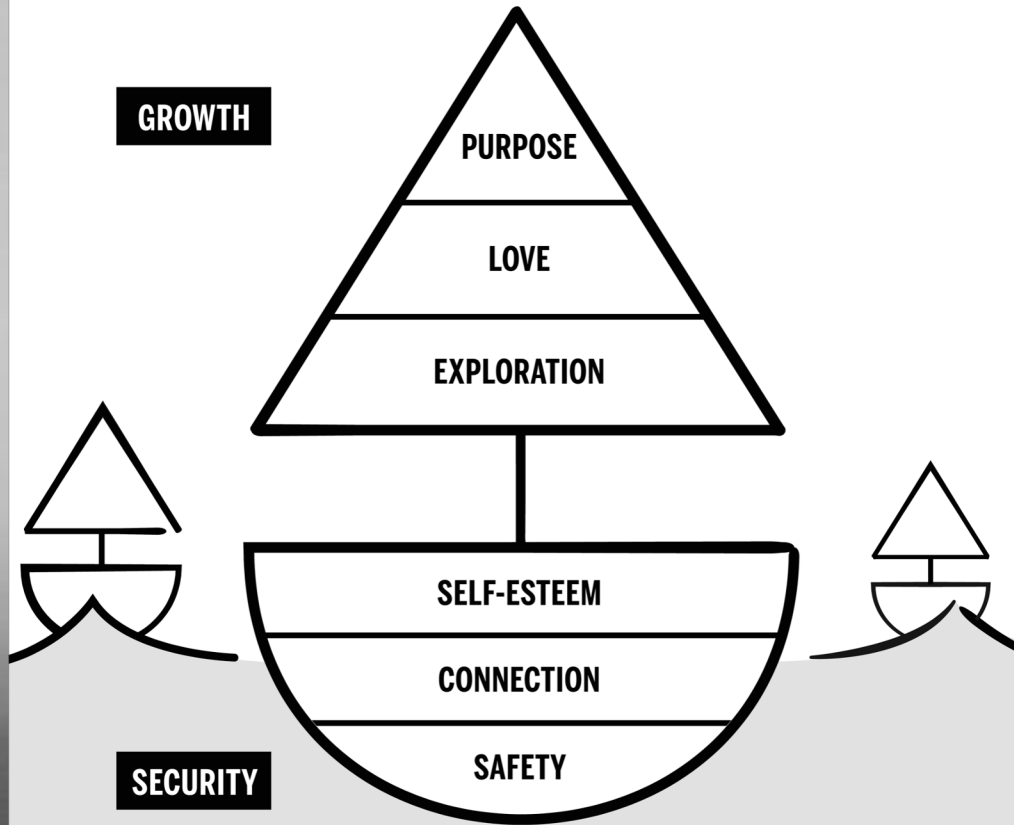 GROWTH
PURPOSE
LOVE
EXPLORATION
SELF-ESTEEM
CONNECTION
SAFETY
SECURITY